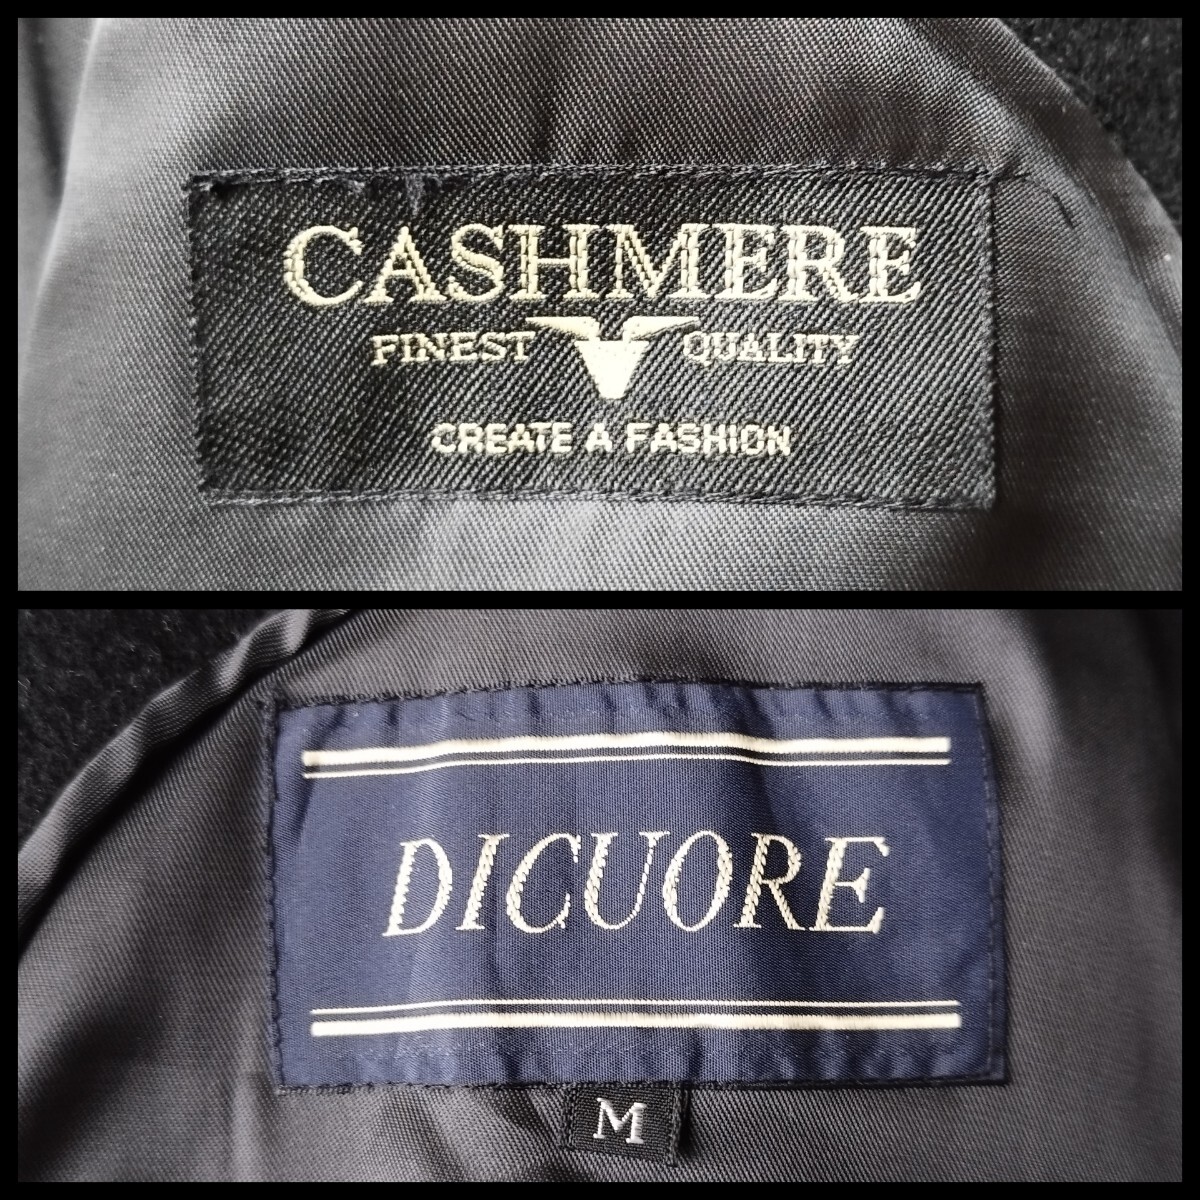 CASHMERE
FINEST QUALITY
CREATE A FASHION
DICUORE
M